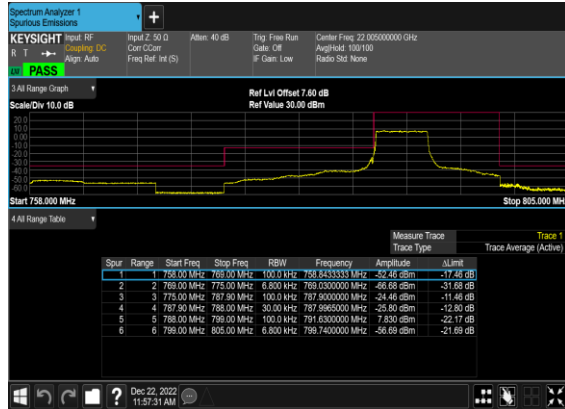 Spectrum Analyzer 1
Spurious Emissions
+
KEYSIGHT Input: RF Input Z: 50 Ω Atten: 40 dB Trig: Free Run Center Freq: 22.005000000 GHz
R T Coupling: DC Corr CCorr Gate: Off Avg|Hold: 100/100
Align: Auto Freq Ref: Int (S) IF Gain: Low Radio Std: None
PASS
3 All Range Graph
Ref Lvl Offset 7.60 dB
Scale/Div 10.0 dB Ref Value 30.00 dBm
20.0
10.0
0.00
-10.0
-20.0
-30.0
-40.0
-50.0
-60.0
Start 758.000 MHz Stop 805.000 MH
4 All Range Table
Measure Trace Trace 1
Trace Type Trace Average (Active)
Spur Range Start Freq Stop Freq RBW Frequency Amplitude ΔLimit
1 1 758.00 MHz 769.00 MHz 100.0 kHz 758.8433333 MHz -52.46 dBm -17.46 dB
2 2 769.00 MHz 775.00 MHz 6.800 kHz 769.0300000 MHz -66.68 dBm -31.68 dB
3 3 775.00 MHz 787.90 MHz 100.0 kHz 787.9000000 MHz -24.46 dBm -11.46 dB
4 4 787.90 MHz 788.00 MHz 30.00 kHz 787.9965000 MHz -25.80 dBm -12.80 dB
5 5 788.00 MHz 799.00 MHz 100.0 kHz 791.6300000 MHz 7.830 dBm -22.17 dB
6 6 799.00 MHz 805.00 MHz 6.800 kHz 799.7400000 MHz -56.69 dBm -21.69 dB
? Dec 22, 2022
11:57:31 AM